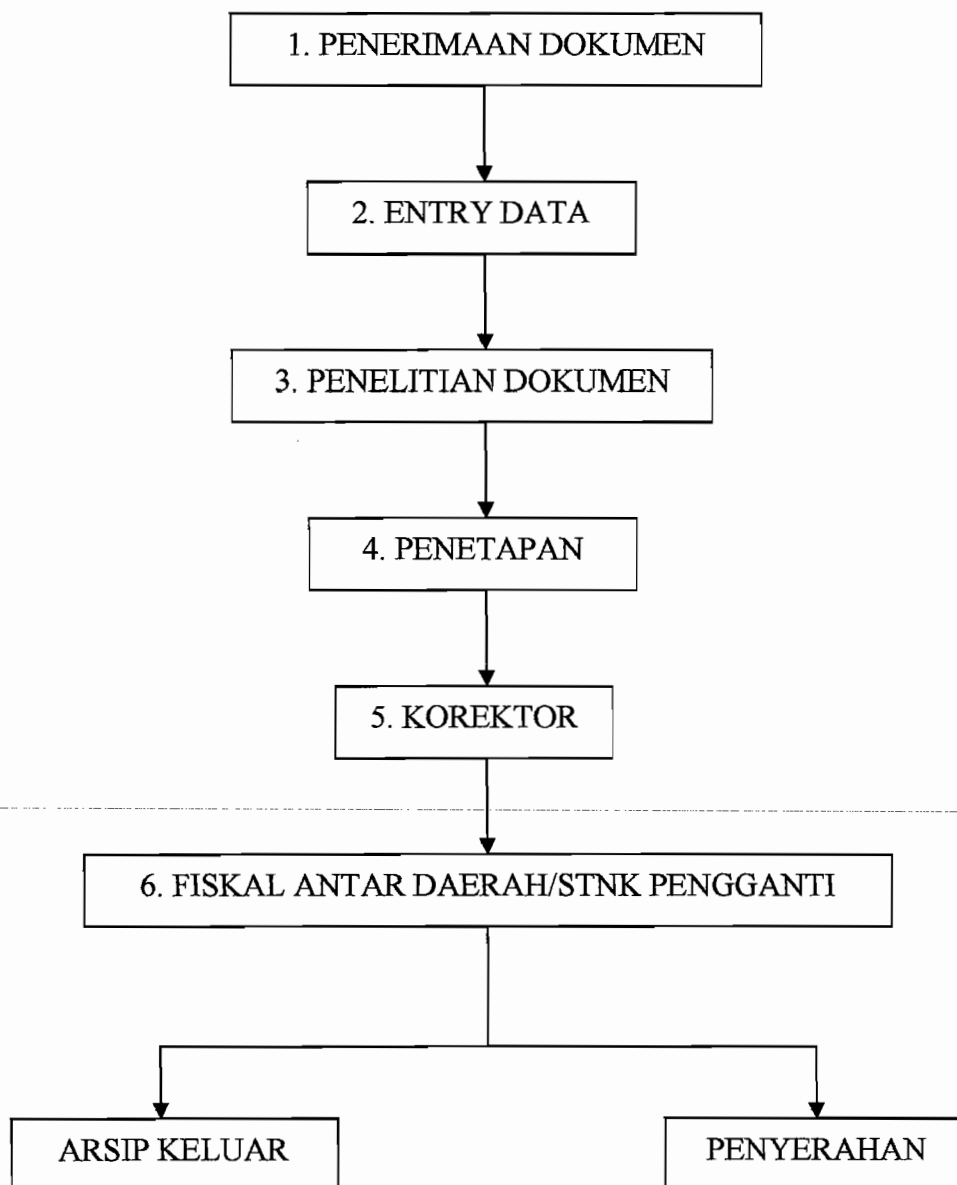 1. PENERIMAAN DOKUMEN
2. ENTRY DATA
3. PENELITIAN DOKUMEN
4. PENETAPAN
5. KOREKTOR
6. FISKAL ANTAR DAERAH/STNK PENGGANTI
ARSIP KELUAR
PENYERAHAN